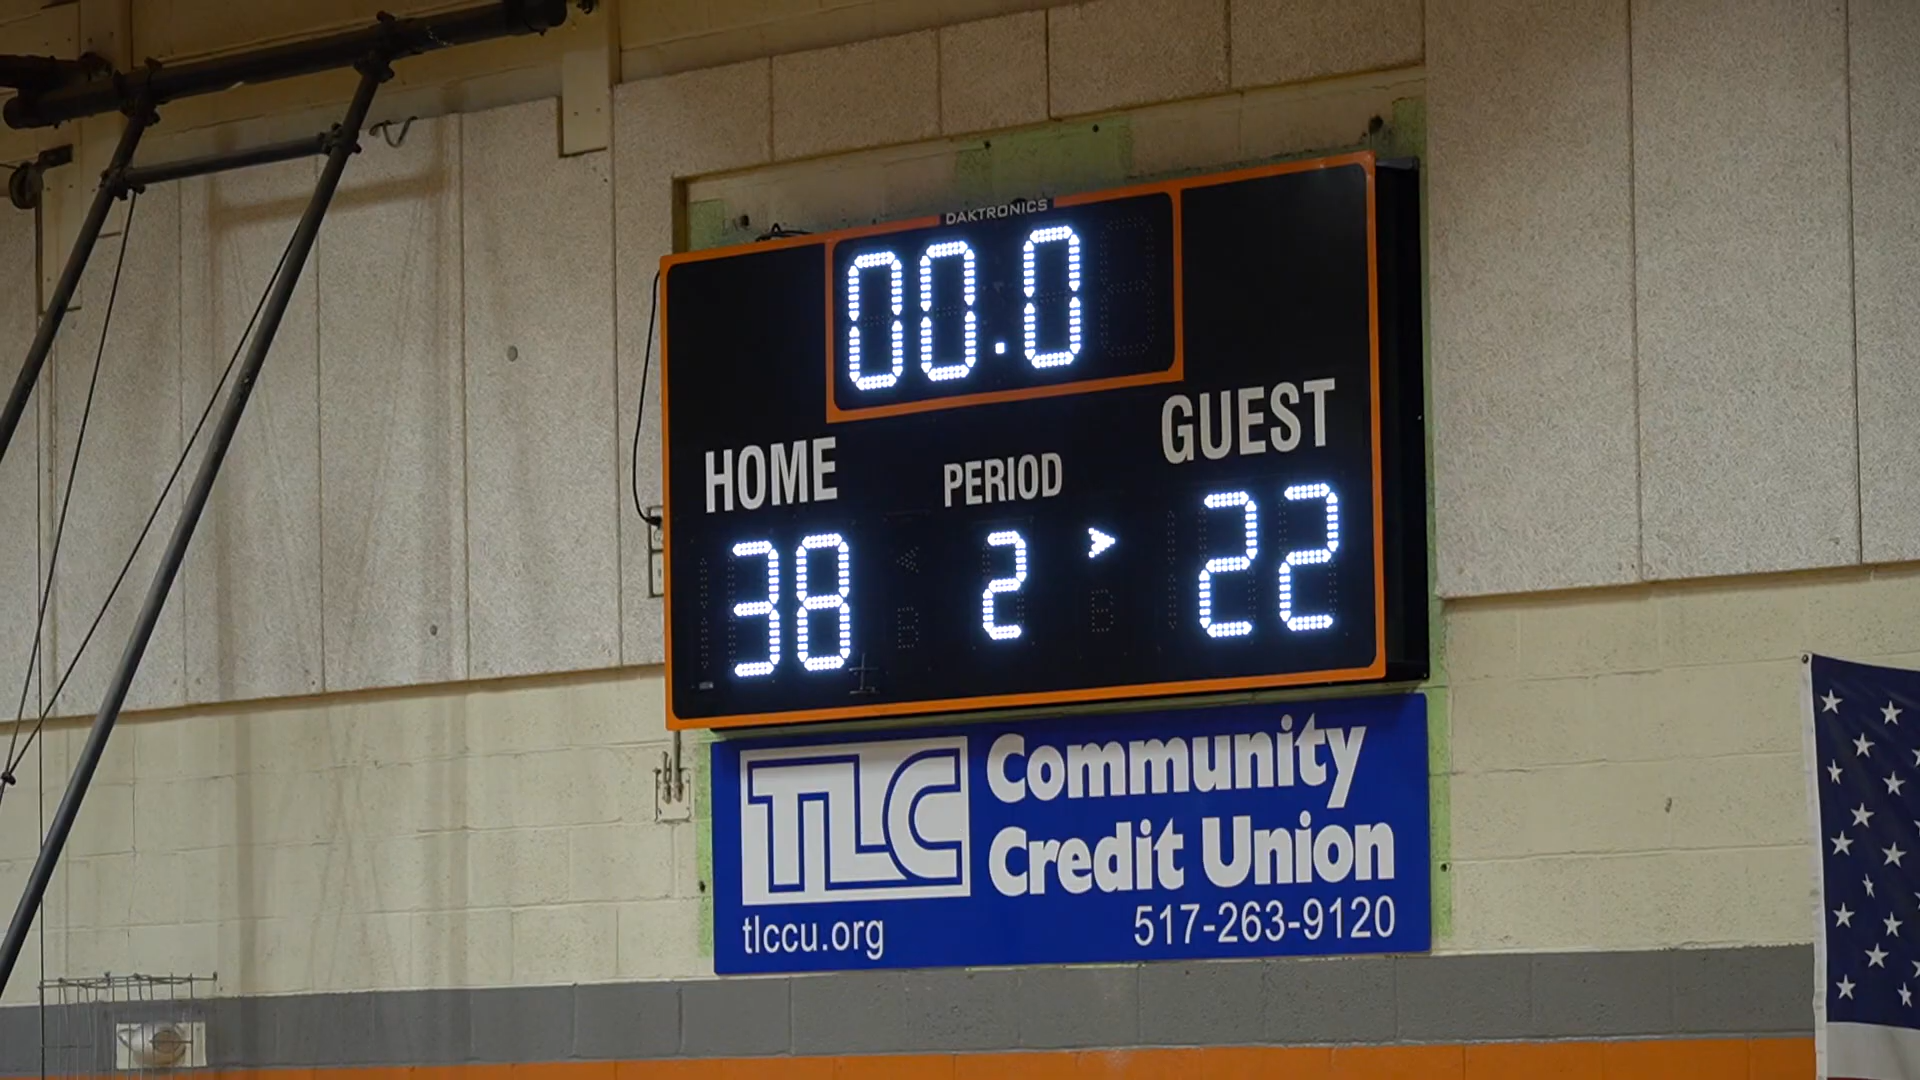 DAKTRONICS
00.0
HOME PERIOD GUEST
38 2 > 22
TLC Community
Credit Union
tlccu.org 517-263-9120